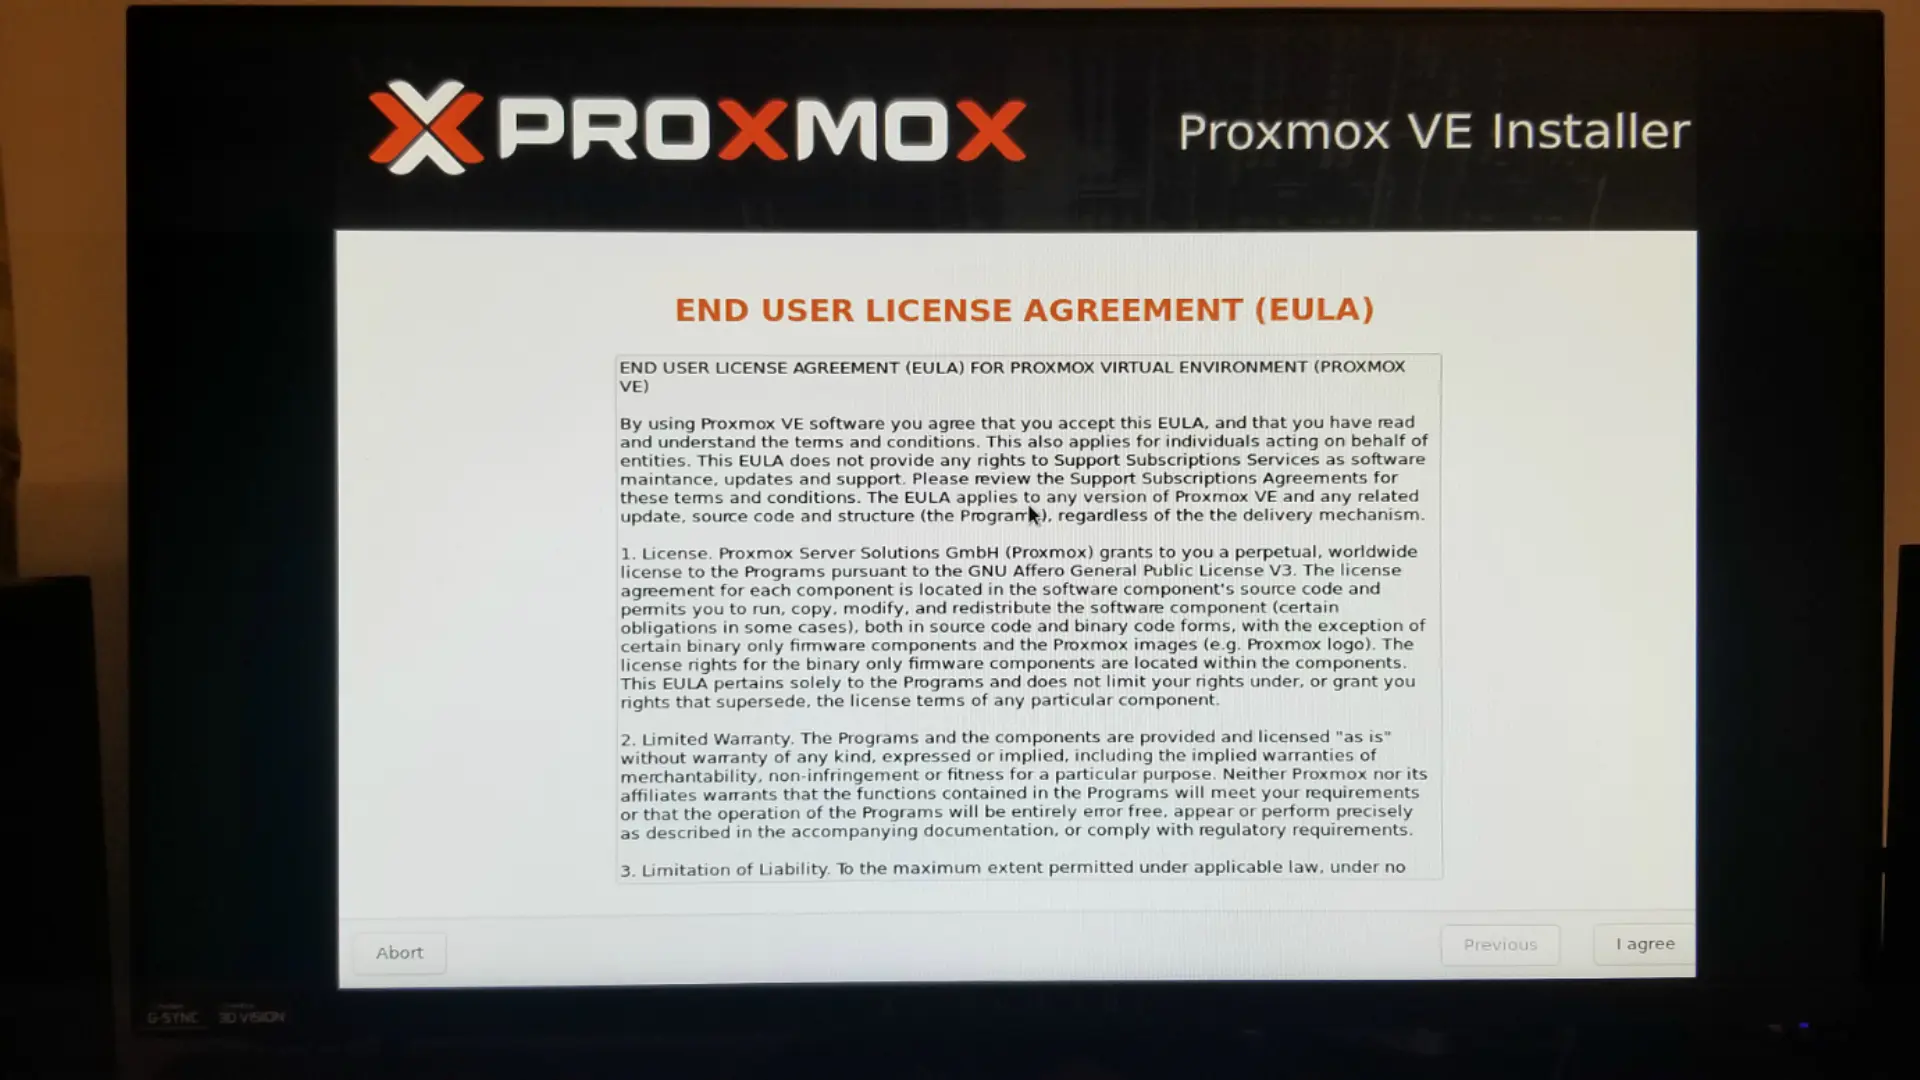 PROXMOX
Proxmox VE Installer
END USER LICENSE AGREEMENT (EULA)
END USER LICENSE AGREEMENT (EULA) FOR PROXMOX VIRTUAL ENVIRONMENT (PROXMOX
VE)
By using Proxmox VE software you agree that you accept this EULA, and that you have read
and understand the terms and conditions. This also applies for individuals acting on behalf of
entities. This EULA does not provide any rights to Support Subscriptions Services as software
maintance, updates and support. Please review the Support Subscriptions Agreements for
these terms and conditions. The EULA applies to any version of Proxmox VE and any related
update, source code and structure (the Programs), regardless of the the delivery mechanism.
1. License. Proxmox Server Solutions GmbH (Proxmox) grants to you a perpetual, worldwide
license to the Programs pursuant to the GNU Affero General Public License V3. The license
agreement for each component is located in the software component's source code and
permits you to run, copy, modify, and redistribute the software component (certain
obligations in some cases), both in source code and binary code forms, with the exception of
certain binary only firmware components and the Proxmox images (e.g. Proxmox logo). The
license rights for the binary only firmware components are located within the components.
This EULA pertains solely to the Programs and does not limit your rights under, or grant you
rights that supersede, the license terms of any particular component.
2. Limited Warranty. The Programs and the components are provided and licensed "as is"
without warranty of any kind, expressed or implied, including the implied warranties of
merchantability, non-infringement or fitness for a particular purpose. Neither Proxmox nor its
affiliates warrants that the functions contained in the Programs will meet your requirements
or that the operation of the Programs will be entirely error free, appear or perform precisely
as described in the accompanying documentation, or comply with regulatory requirements.
3. Limitation of Liability. To the maximum extent permitted under applicable law, under no
Abort
Previous
I agree
G-SYNC
3D VISION